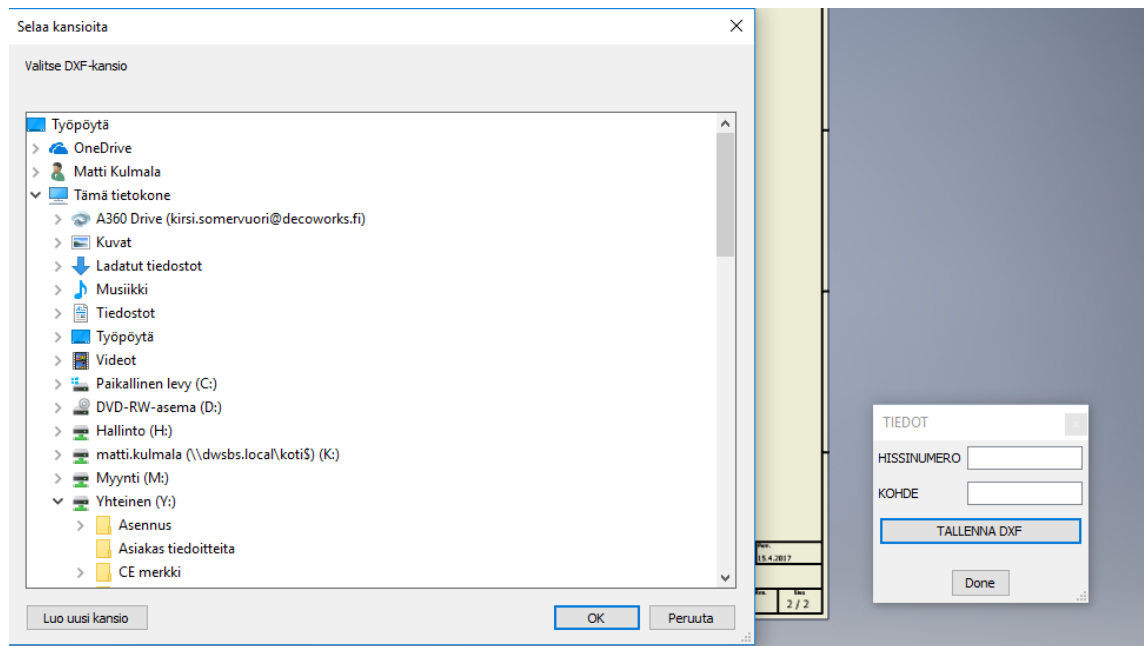 Selaa kansioita
Valitse DXF-kansio
Työpöytä
OneDrive
Matti Kulmala
Tämä tietokone
A360 Drive (kirsi.somervuori@decoworks.fi)
Kuvat
Ladatut tiedostot
Musiikki
Tiedostot
Työpöytä
Videot
Paikallinen levy (C:)
DVD-RW-asema (D:)
Hallinto (H:)
matti.kulmala (\\dwsbs.local\koti$) (K:)
Myynti (M:)
Yhteinen (Y:)
Asennus
Asiakas tiedoitteita
CE merkki
Luo uusi kansio
OK
Peruuta
15.4.2017
2 / 2
TIEDOT
HISSINUMERO
KOHDE
TALLENNA DXF
Done